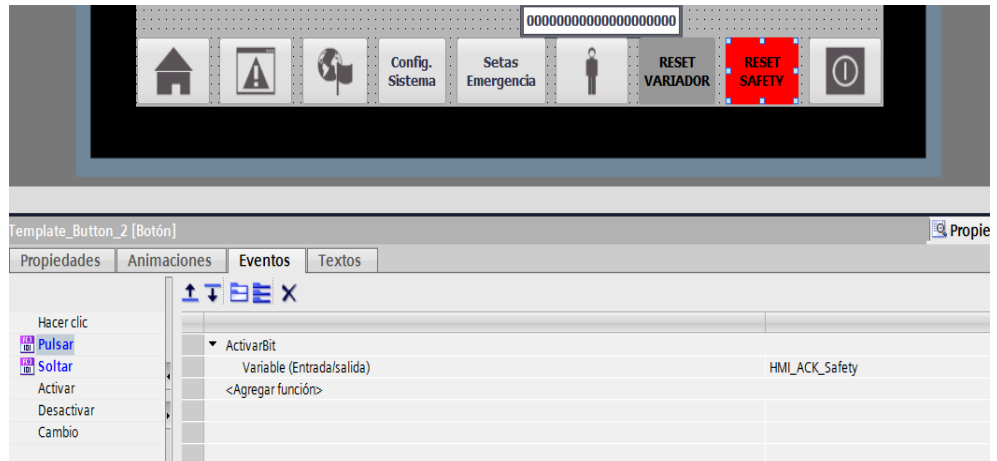 00000000000000000000
Config.
Sistema
Setas
Emergencia
RESET
VARIADOR
RESET
SAFETY
Template_Button_2 [Botón]
Propie
Propiedades Animaciones Eventos Textos
Hacer clic
Pulsar
ActivarBit
Soltar
Variable (Entrada/salida) HMI_ACK_Safety
Activar
<Agregar función>
Desactivar
Cambio